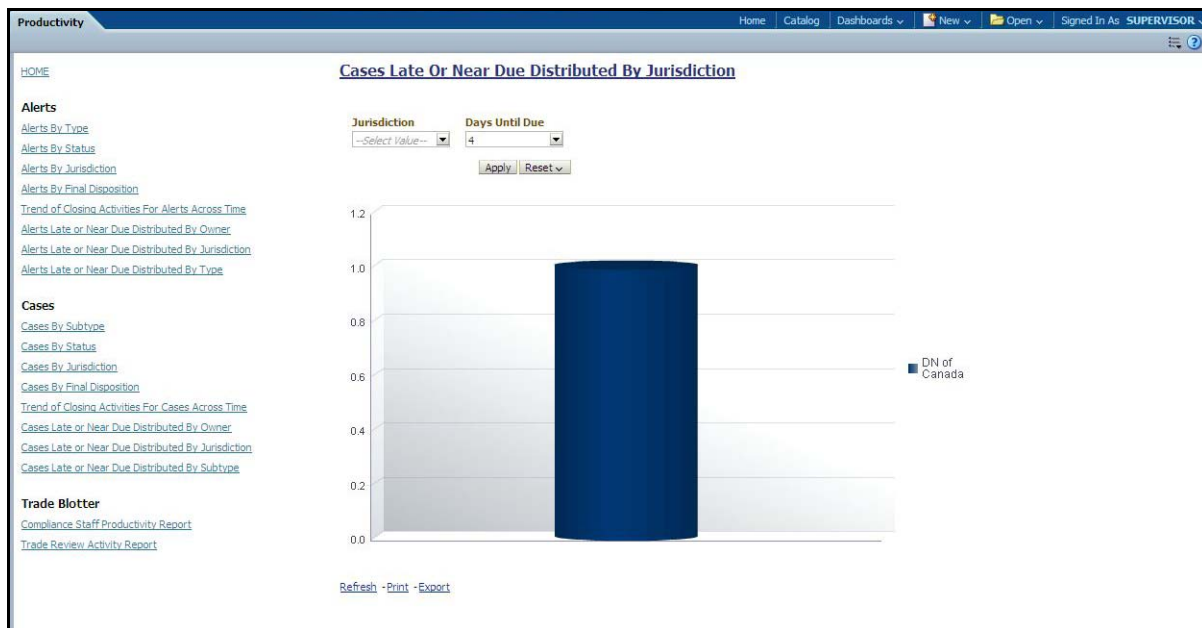 Productivity
Home Catalog Dashboards New Open Signed In As SUPERVISOR
HOME
Alerts
Alerts By Type
Alerts By Status
Alerts By Jurisdiction
Alerts By Final Disposition
Trend of Closing Activities For Alerts Across Time
Alerts Late or Near Due Distributed By Owner
Alerts Late or Near Due Distributed By Jurisdiction
Alerts Late or Near Due Distributed By Type
Cases
Cases By Subtype
Cases By Status
Cases By Jurisdiction
Cases By Final Disposition
Trend of Closing Activities For Cases Across Time
Cases Late or Near Due Distributed By Owner
Cases Late or Near Due Distributed By Jurisdiction
Cases Late or Near Due Distributed By Subtype
Trade Blotter
Compliance Staff Productivity Report
Trade Review Activity Report
Cases Late Or Near Due Distributed By Jurisdiction
Jurisdiction Days Until Due
--Select Value-- 4
Apply Reset
1.2
1.0
0.8
0.6
0.4
0.2
0.0
DN of
Canada
Refresh - Print - Export